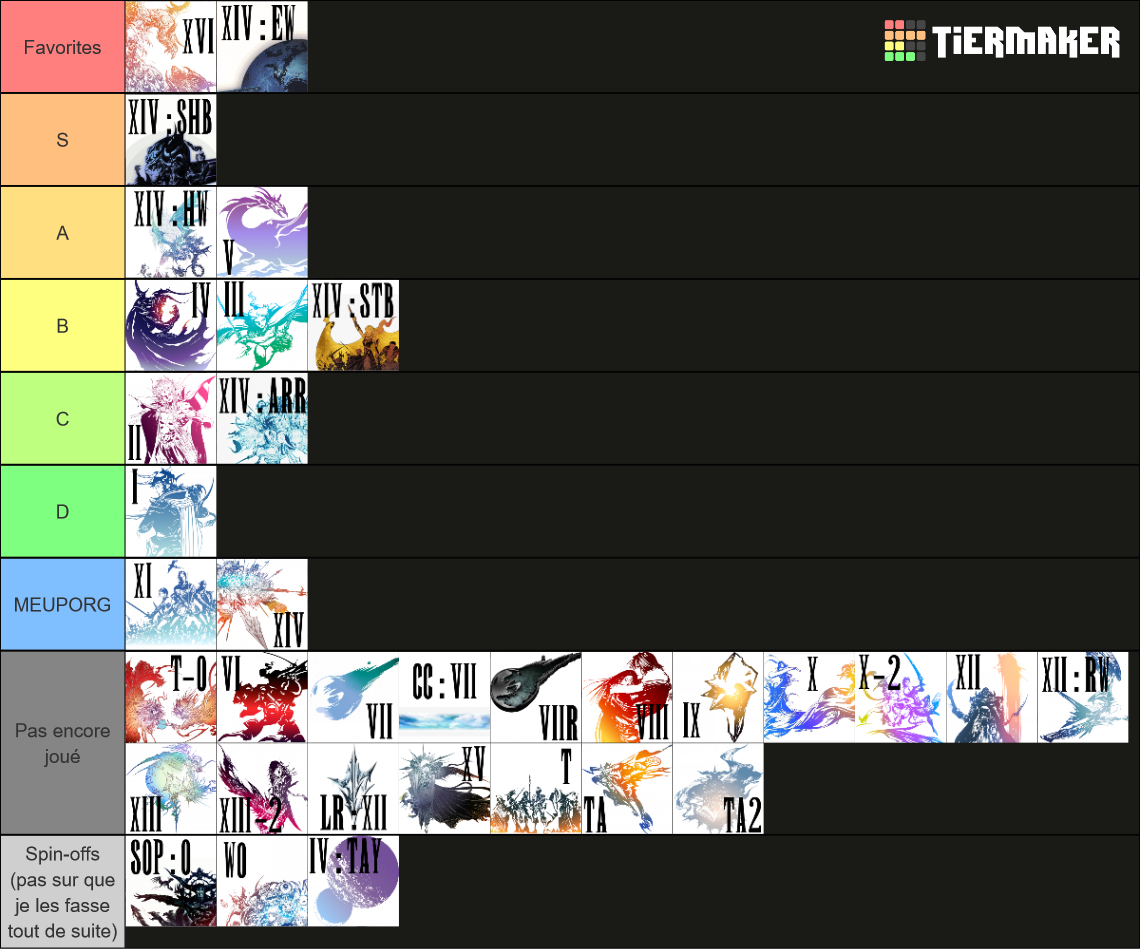 Favorites
XVI
XIV : EW
TiERMAKER
S
XIV : SHB
A
XIV : HW
V
B
IV
III
XIV : STB
C
II
XIV : ARR
D
I
MEUPORG
XI
XIV
Pas encore
joué
T-0
VI
VII
CC : VII
VIIR
VIII
IX
X
X-2
XII
XII : RW
XIII
XIII-2
LR : XII
XV
T
TA
TA2
Spin-offs
(pas sur que
je les fasse
tout de suite)
SOP : O
WO
IV : TAY